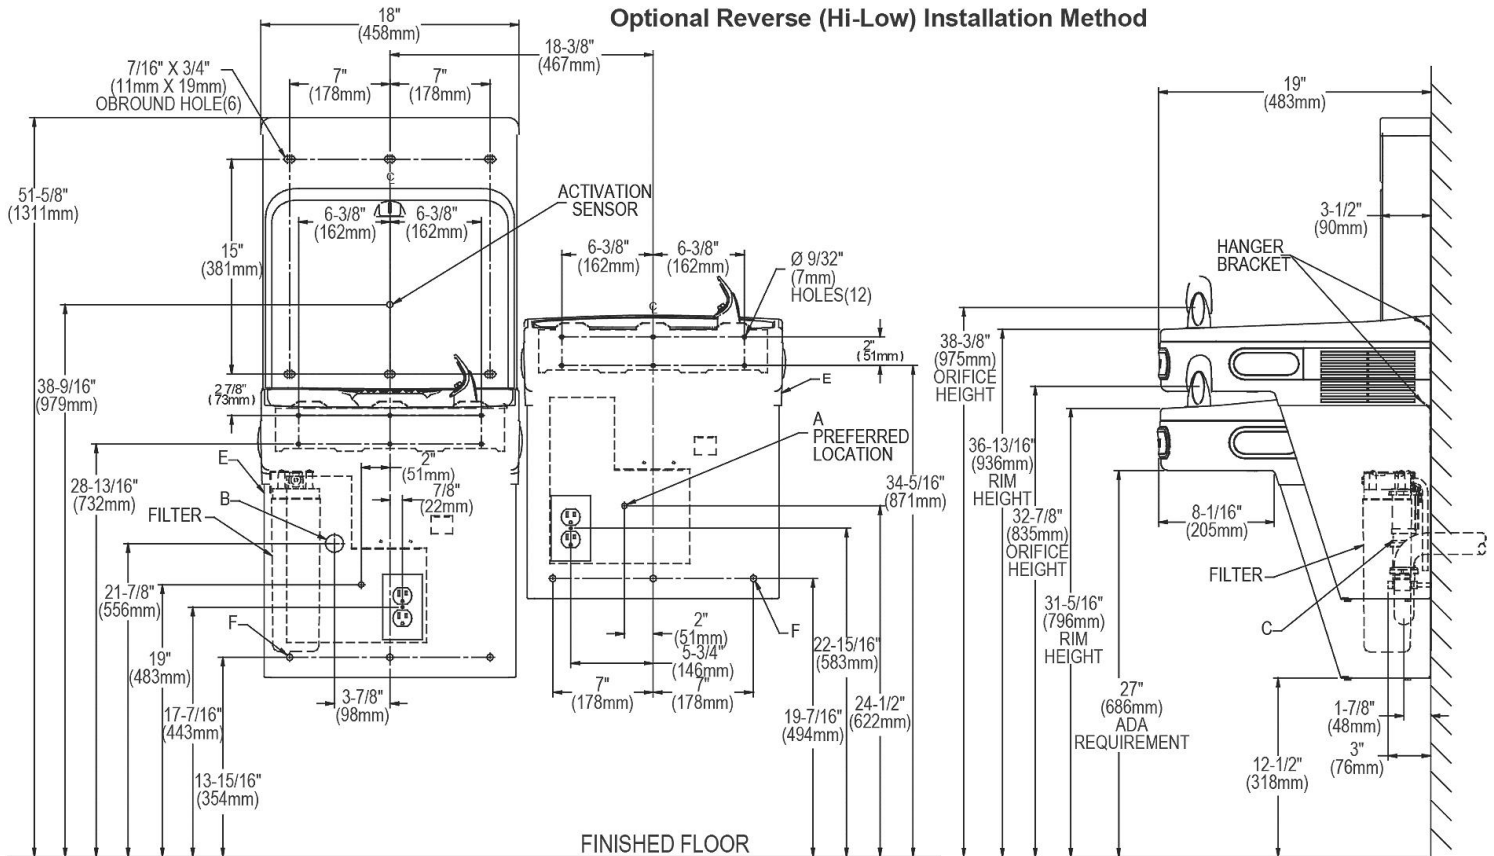 Optional Reverse (Hi-Low) Installation Method
18"
(458mm)
18-3/8"
(467mm)
7/16" X 3/4"
(11mm X 19mm)
OBROUND HOLE(6)
7"
(178mm)
7"
(178mm)
51-5/8"
(1311mm)
℄
ACTIVATION
SENSOR
6-3/8"
(162mm)
6-3/8"
(162mm)
15"
(381mm)
6-3/8"
(162mm)
6-3/8"
(162mm)
Ø 9/32"
(7mm)
HOLES(12)
℄
2"
(51mm)
38-9/16"
(979mm)
2 7/8"
(73mm)
E
A
PREFERRED
LOCATION
E
2"
(51mm)
28-13/16"
(732mm)
7/8"
(22mm)
34-5/16"
(871mm)
B
FILTER
21-7/8"
(556mm)
F
F
2"
(51mm)
5-3/4"
(146mm)
22-15/16"
(583mm)
19"
(483mm)
7"
(178mm)
7"
(178mm)
3-7/8"
(98mm)
24-1/2"
(622mm)
17-7/16"
(443mm)
19-7/16"
(494mm)
13-15/16"
(354mm)
FINISHED FLOOR
19"
(483mm)
3-1/2"
(90mm)
HANGER
BRACKET
38-3/8"
(975mm)
ORIFICE
HEIGHT
36-13/16"
(936mm)
RIM
HEIGHT
32-7/8"
(835mm)
ORIFICE
HEIGHT
8-1/16"
(205mm)
FILTER
31-5/16"
(796mm)
RIM
HEIGHT
C
27"
(686mm)
ADA
REQUIREMENT
1-7/8"
(48mm)
3"
(76mm)
12-1/2"
(318mm)